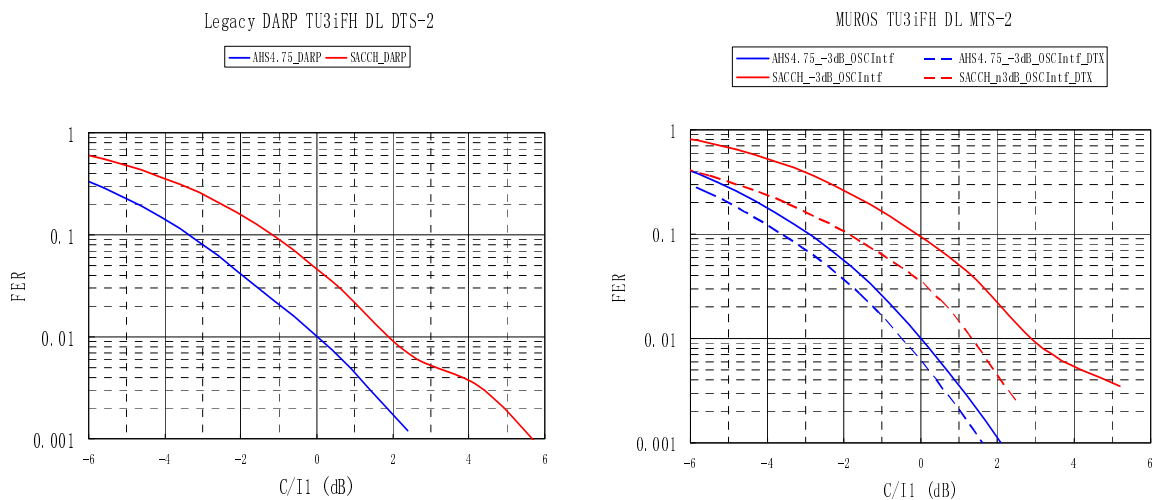 Legacy DARP TU3iFH DL DTS-2
AHS4.75_DARP SACCH_DARP
1
0.1
0.01
0.001
FER
-6 -4 -2 0 2 4 6
C/I1 (dB)
MUROS TU3iFH DL MTS-2
AHS4.75_-3dB_OSCIntf AHS4.75_-3dB_OSCIntf_DTX
SACCH_-3dB_OSCIntf SACCH_n3dB_OSCIntf_DTX
1
0.1
0.01
0.001
FER
-6 -4 -2 0 2 4 6
C/I1 (dB)